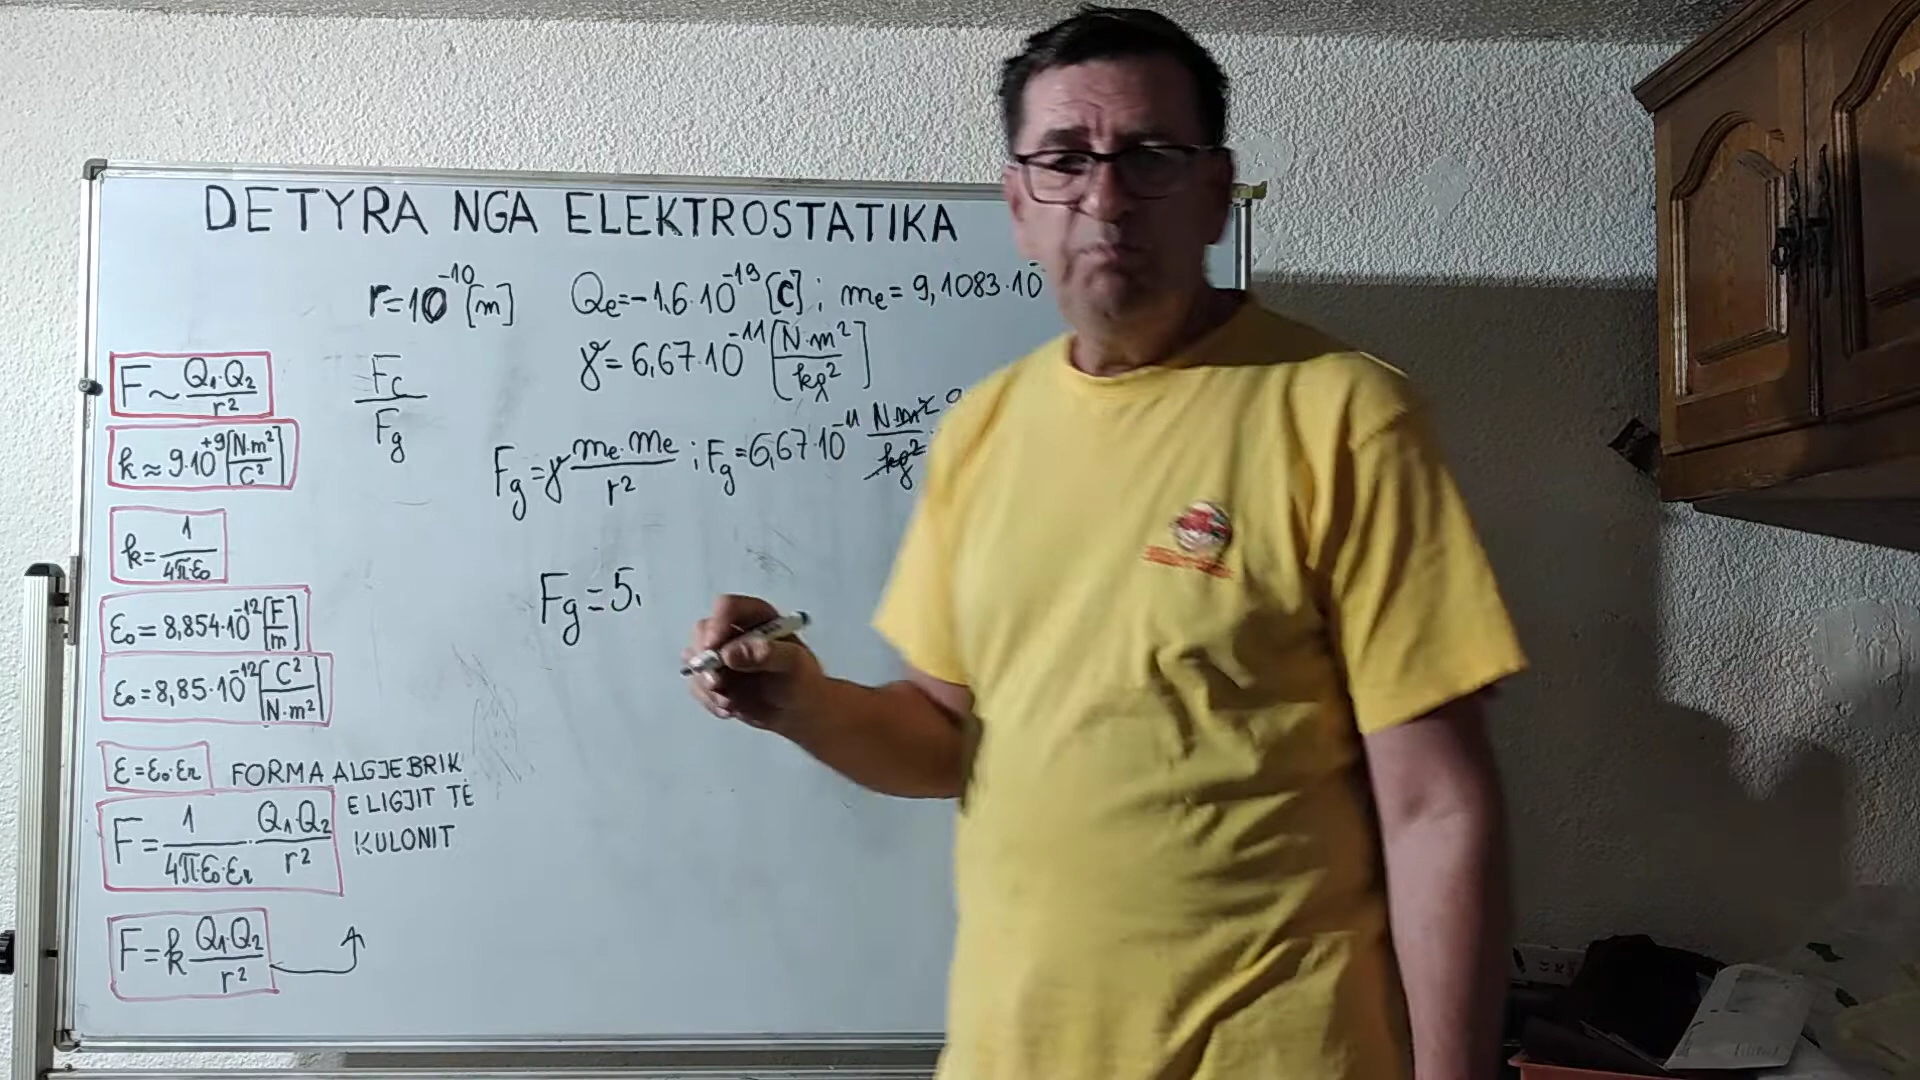 DETYRA NGA ELEKTROSTATIKA
r=10⁻¹⁰[m] Qe=-1,6·10⁻¹⁹[C]; me=9,1083·10⁻
γ=6,67·10⁻¹¹[N·m²/kg²]
F~Q₁·Q₂/r²
Fc/Fg
k≈9·10⁺⁹[N·m²/C²]
Fg=γ me·me/r² ; Fg=6,67·10⁻¹¹ N·m²/kg²
k=1/4πε₀
Fg=5,
ε₀=8,854·10⁻¹²[F/m]
ε₀=8,85·10⁻¹²[C²/N·m²]
ε=ε₀·εr
FORMA ALGJEBRIK
E LIGJIT TË
KULONIT
F=1/4π·ε₀·εr · Q₁·Q₂/r²
F=k Q₁·Q₂/r²